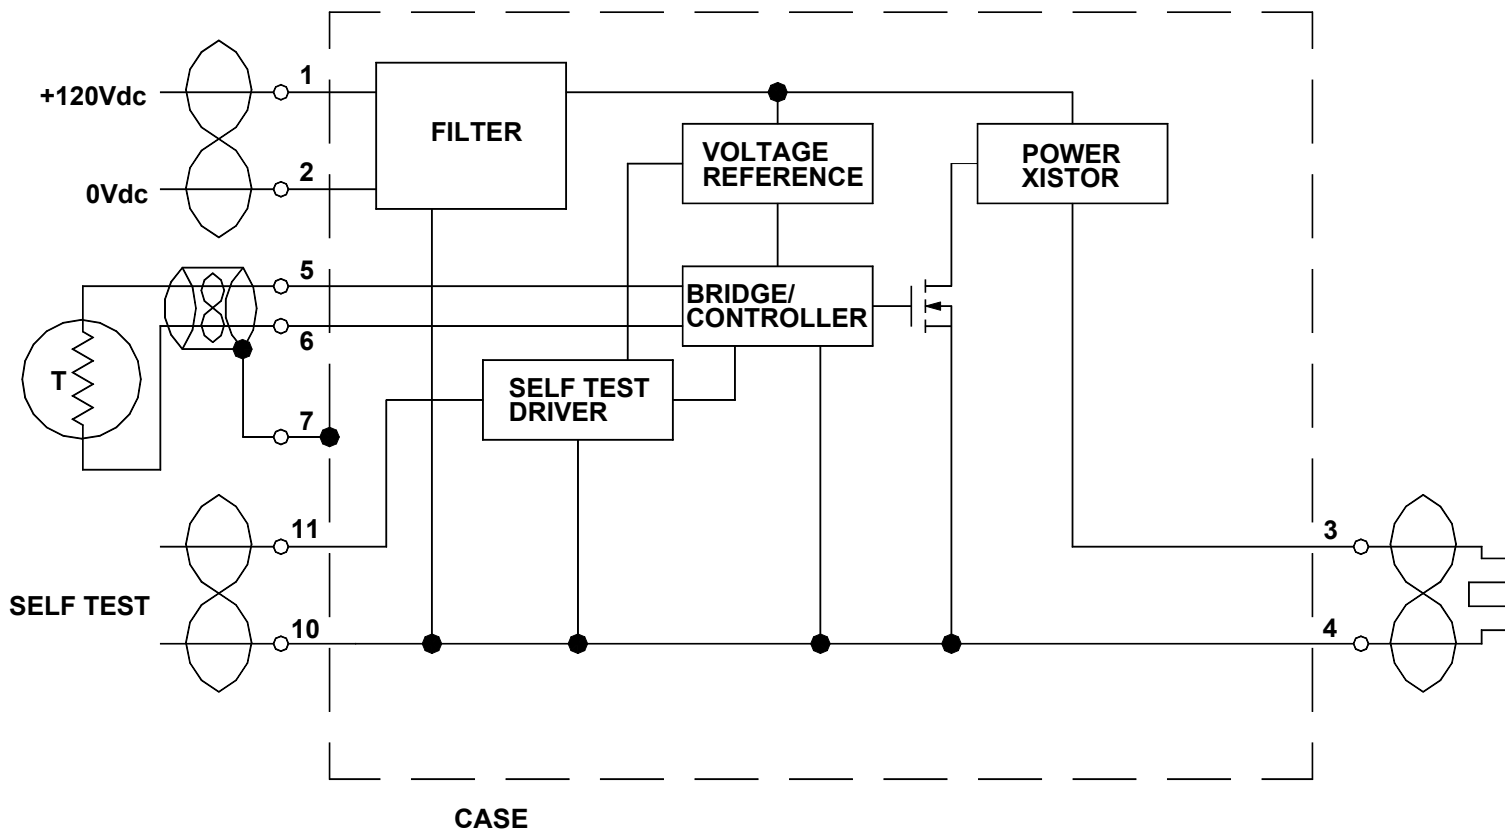 +120Vdc
1
FILTER
VOLTAGE
REFERENCE
POWER
XISTOR
0Vdc
2
5
BRIDGE/
CONTROLLER
6
T
SELF TEST
DRIVER
7
11
3
SELF TEST
10
4
CASE